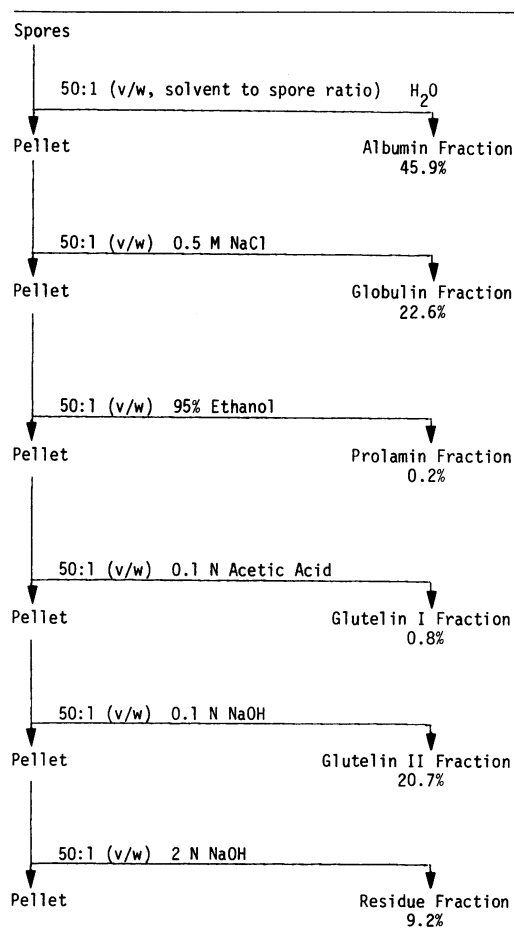 Spores
50:1 (v/w, solvent to spore ratio) H₂O
Pellet Albumin Fraction
45.9%
50:1 (v/w) 0.5 M NaCl
Pellet Globulin Fraction
22.6%
50:1 (v/w) 95% Ethanol
Pellet Prolamin Fraction
0.2%
50:1 (v/w) 0.1 N Acetic Acid
Pellet Glutelin I Fraction
0.8%
50:1 (v/w) 0.1 N NaOH
Pellet Glutelin II Fraction
20.7%
50:1 (v/w) 2 N NaOH
Pellet Residue Fraction
9.2%